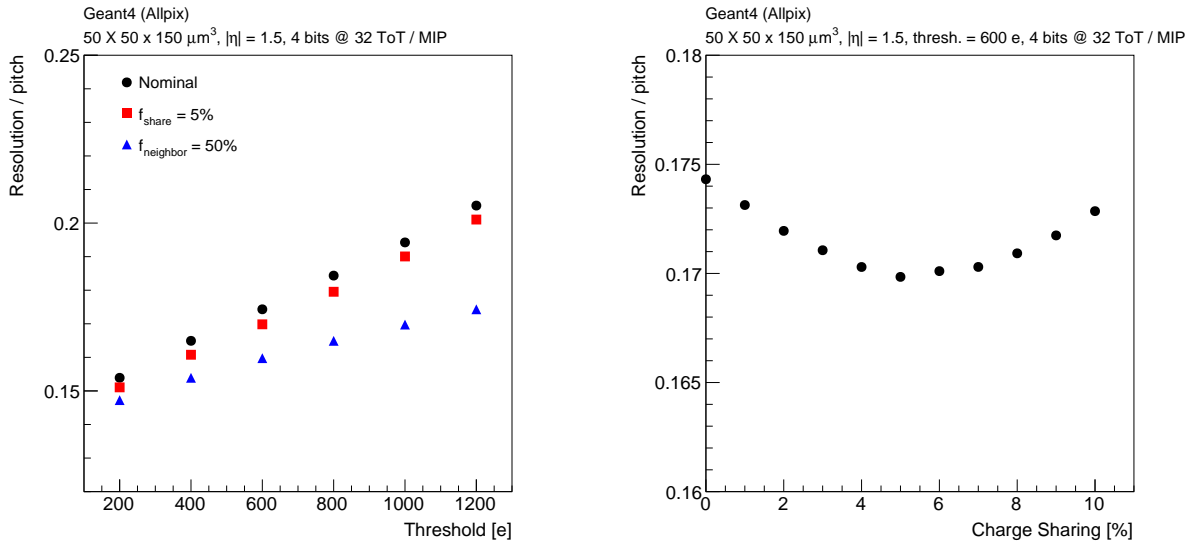 Geant4 (Allpix)
50 X 50 x 150 μm³, |η| = 1.5, 4 bits @ 32 ToT / MIP
Resolution / pitch
0.25
0.2
0.15
Nominal
f_share = 5%
f_neighbor = 50%
200 400 600 800 1000 1200
Threshold [e]
Geant4 (Allpix)
50 X 50 x 150 μm³, |η| = 1.5, thresh. = 600 e, 4 bits @ 32 ToT / MIP
Resolution / pitch
0.18
0.175
0.17
0.165
0.16
0 2 4 6 8 10
Charge Sharing [%]